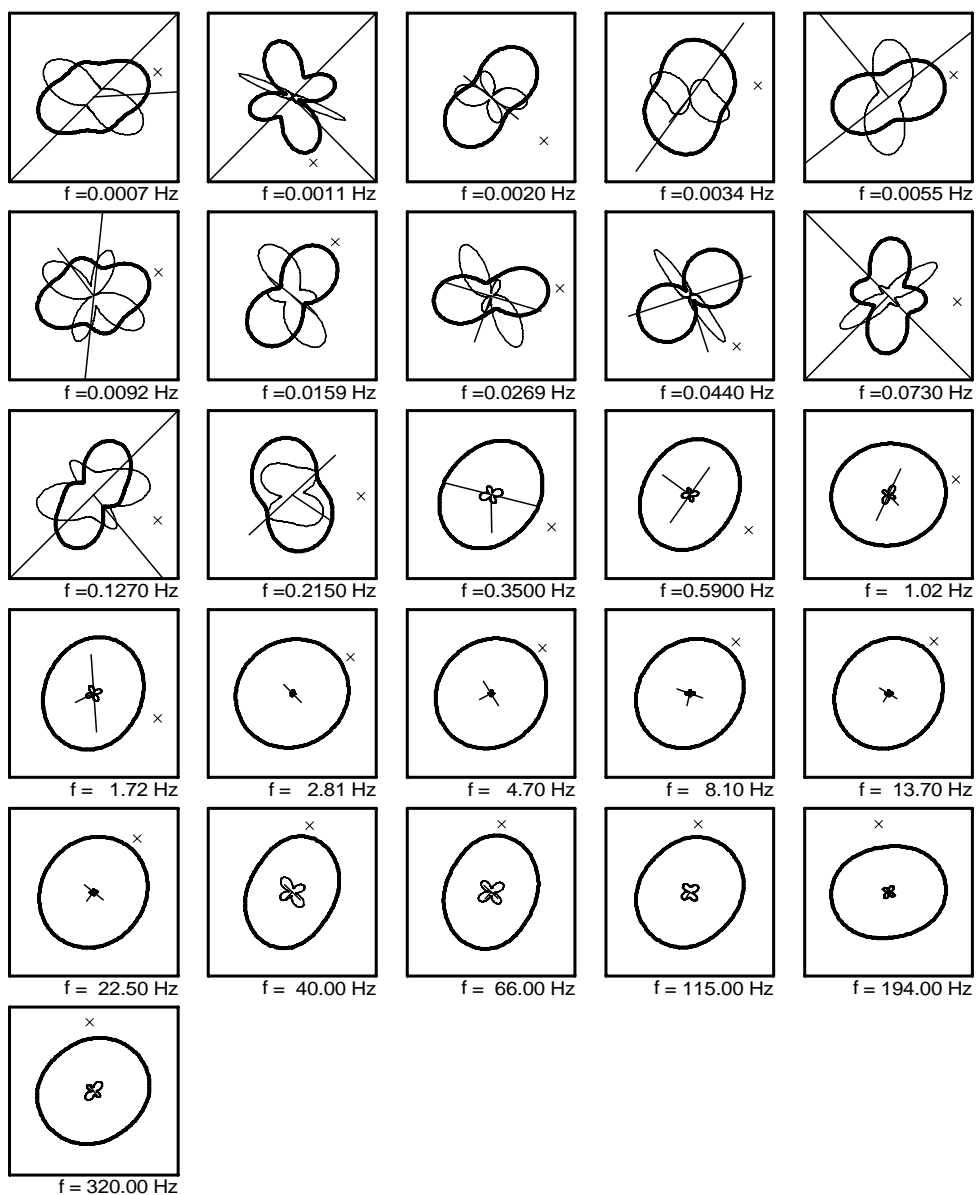 f =0.0007 Hz f =0.0011 Hz f =0.0020 Hz f =0.0034 Hz f =0.0055 Hz
f =0.0092 Hz f =0.0159 Hz f =0.0269 Hz f =0.0440 Hz f =0.0730 Hz
f =0.1270 Hz f =0.2150 Hz f =0.3500 Hz f =0.5900 Hz f = 1.02 Hz
f = 1.72 Hz f = 2.81 Hz f = 4.70 Hz f = 8.10 Hz f = 13.70 Hz
f = 22.50 Hz f = 40.00 Hz f = 66.00 Hz f = 115.00 Hz f = 194.00 Hz
f = 320.00 Hz